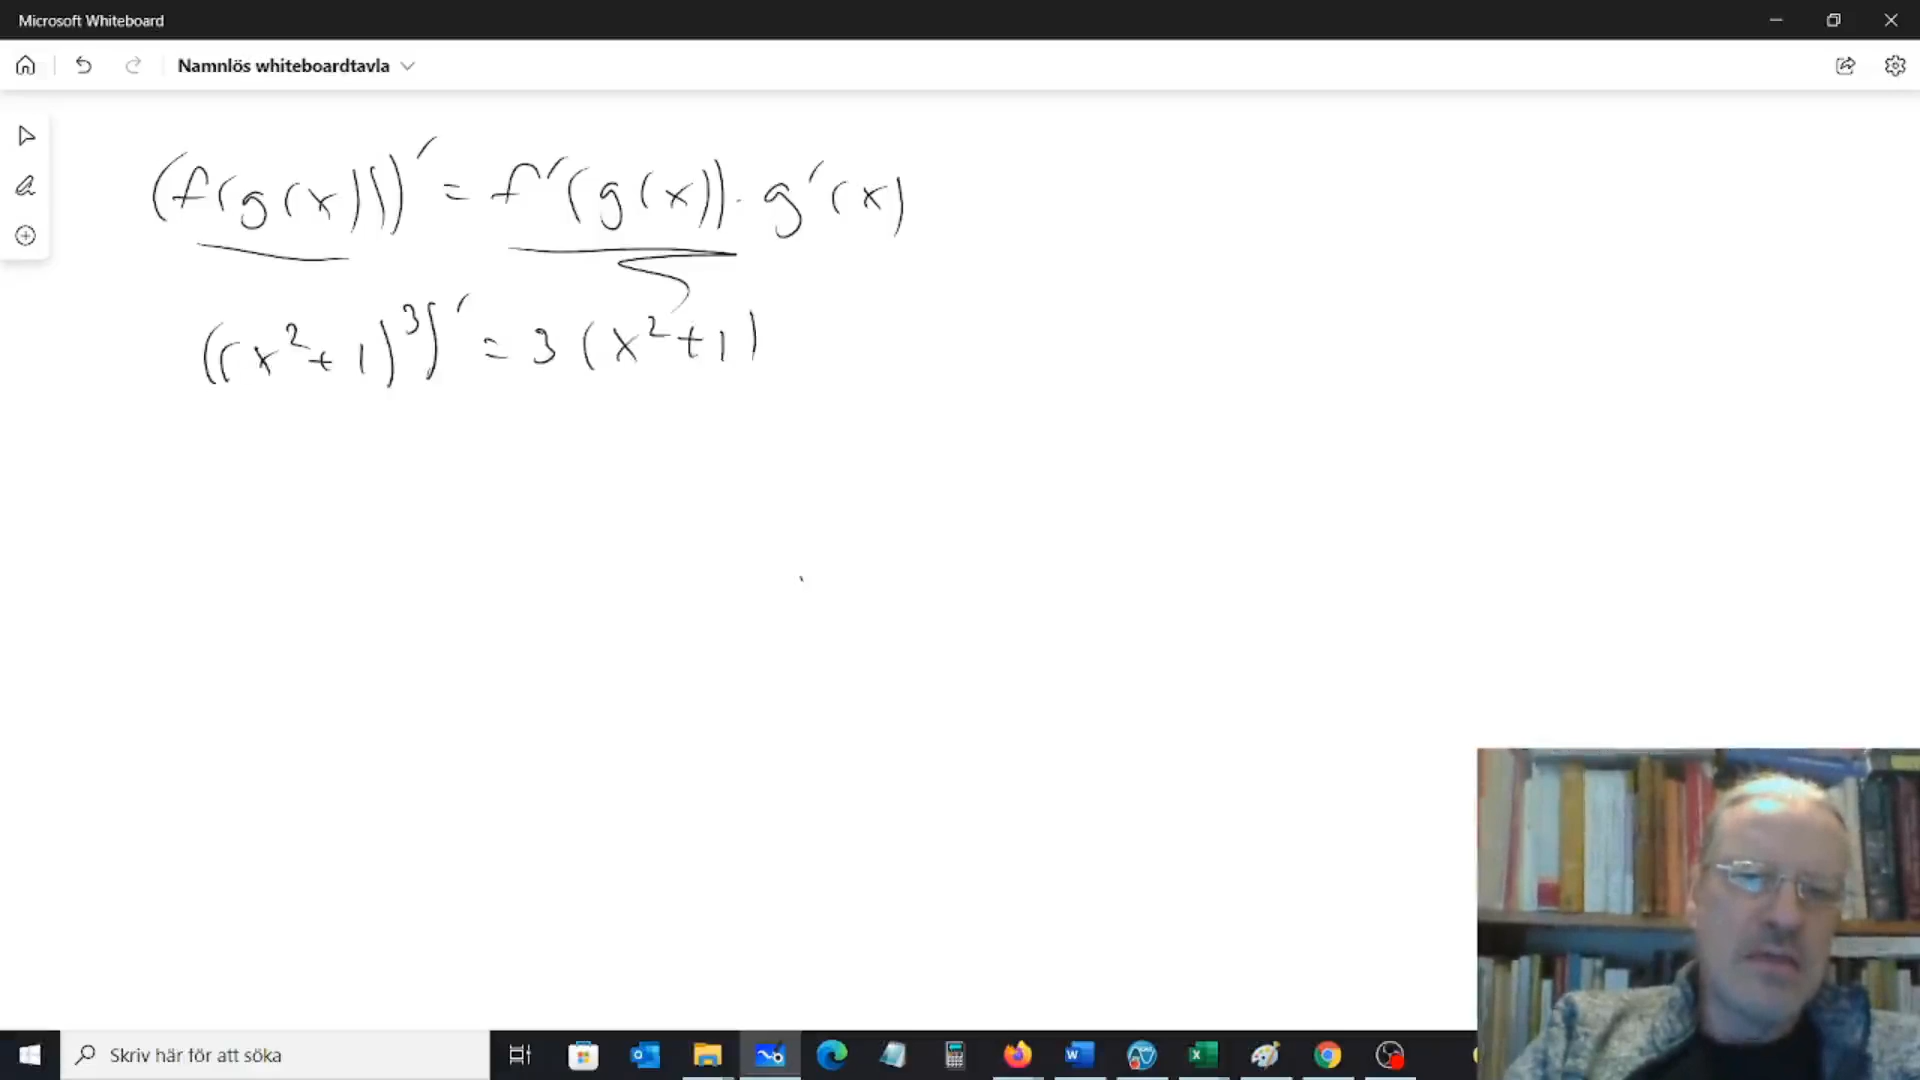 Microsoft Whiteboard
Namnlös whiteboardtavla
(f(g(x)))′ = f′(g(x)) · g′(x)
((x²+1)³)′ = 3(x²+1)
Skriv här för att söka